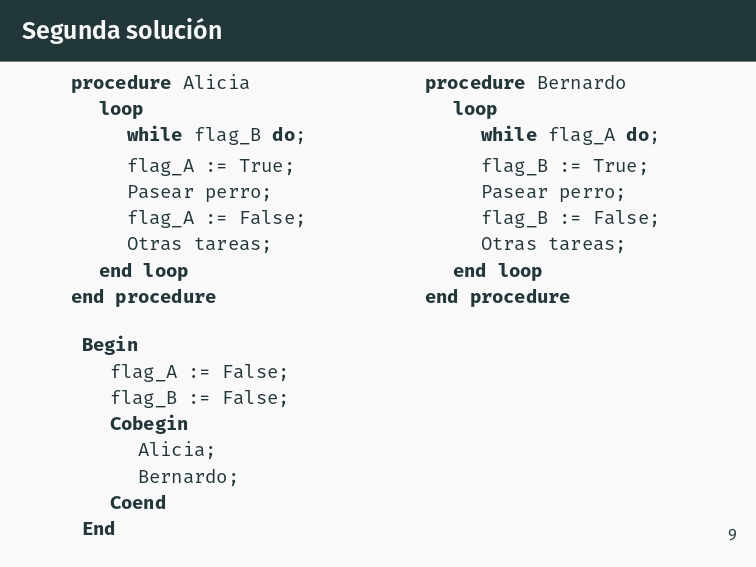 Segunda solución
procedure Alicia
loop
while flag_B do;
flag_A := True;
Pasear perro;
flag_A := False;
Otras tareas;
end loop
end procedure
procedure Bernardo
loop
while flag_A do;
flag_B := True;
Pasear perro;
flag_B := False;
Otras tareas;
end loop
end procedure
Begin
flag_A := False;
flag_B := False;
Cobegin
Alicia;
Bernardo;
Coend
End
9